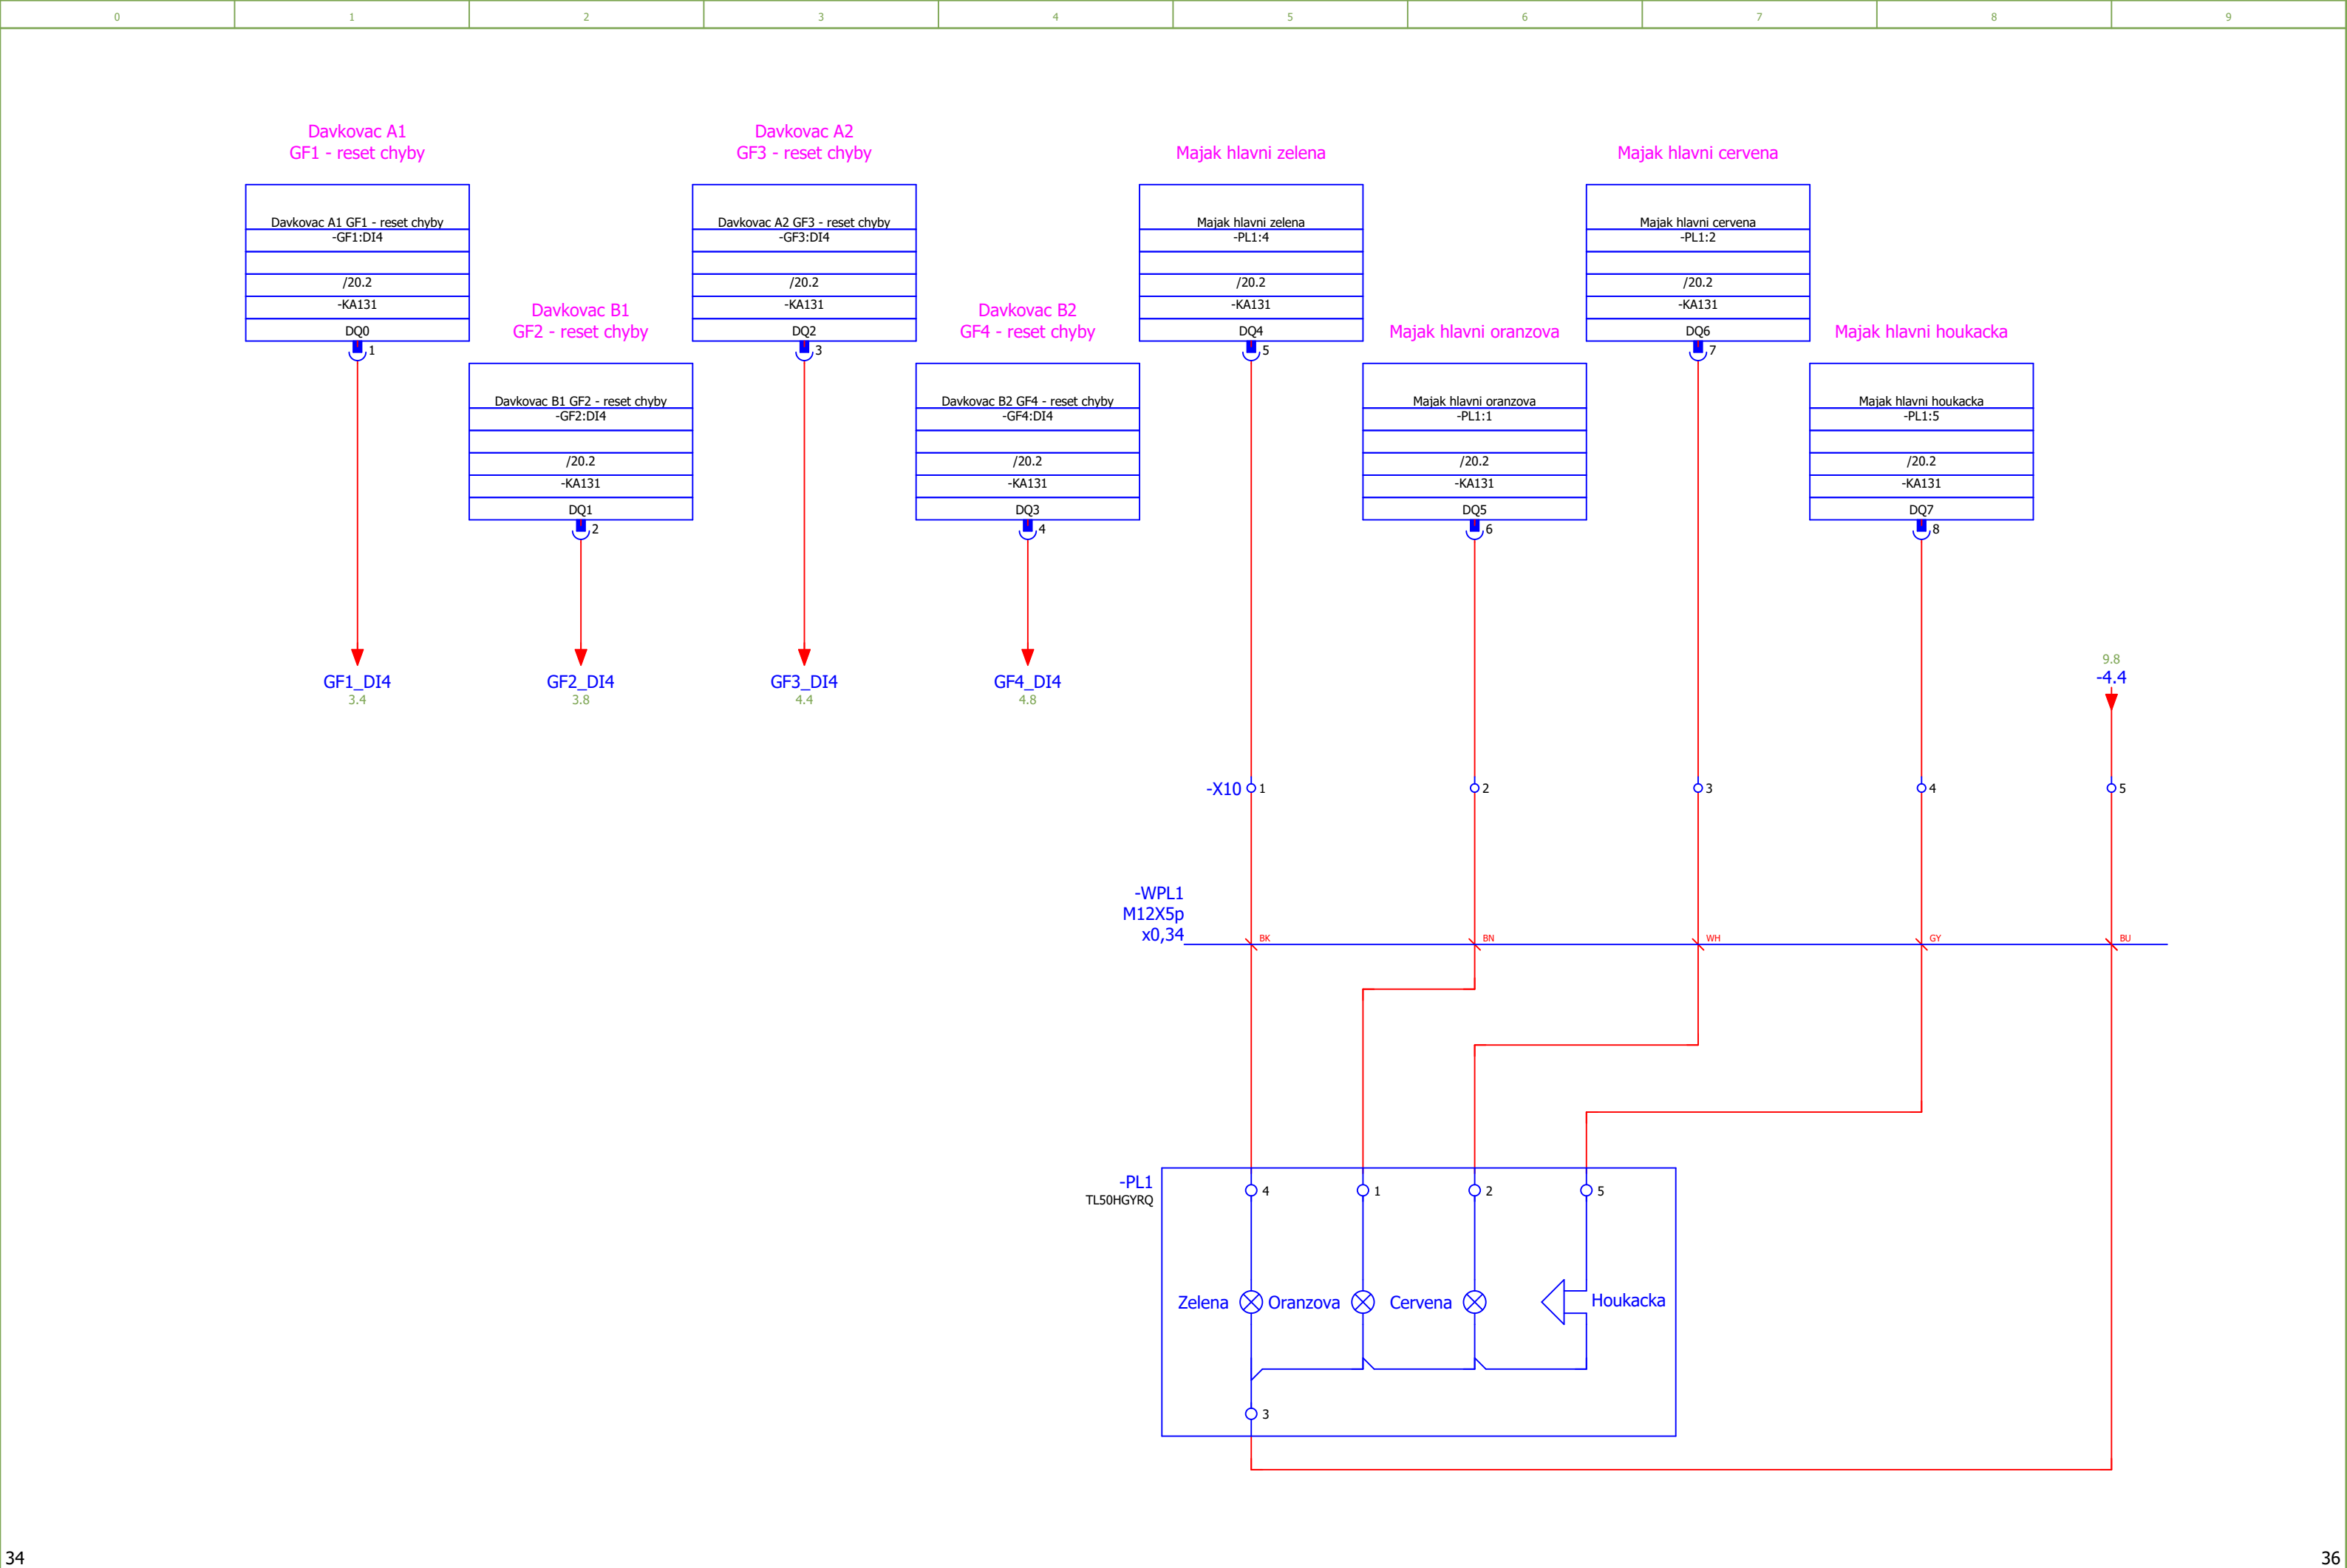 0 1 2 3 4 5 6 7 8 9
Davkovac A1
GF1 - reset chyby
Davkovac A1 GF1 - reset chyby
-GF1:DI4
/20.2
-KA131
DQ0
1
GF1_DI4
3.4
Davkovac B1
GF2 - reset chyby
Davkovac B1 GF2 - reset chyby
-GF2:DI4
/20.2
-KA131
DQ1
2
GF2_DI4
3.8
Davkovac A2
GF3 - reset chyby
Davkovac A2 GF3 - reset chyby
-GF3:DI4
/20.2
-KA131
DQ2
3
GF3_DI4
4.4
Davkovac B2
GF4 - reset chyby
Davkovac B2 GF4 - reset chyby
-GF4:DI4
/20.2
-KA131
DQ3
4
GF4_DI4
4.8
Majak hlavni zelena
Majak hlavni zelena
-PL1:4
/20.2
-KA131
DQ4
5
Majak hlavni oranzova
Majak hlavni oranzova
-PL1:1
/20.2
-KA131
DQ5
6
Majak hlavni cervena
Majak hlavni cervena
-PL1:2
/20.2
-KA131
DQ6
7
Majak hlavni houkacka
Majak hlavni houkacka
-PL1:5
/20.2
-KA131
DQ7
8
9.8
-4.4
-X10 1 2 3 4 5
-WPL1
M12X5p
x0,34
BK BN WH GY BU
-PL1
TL50HGYRQ
4 1 2 5
Zelena Oranzova Cervena Houkacka
3
34 36